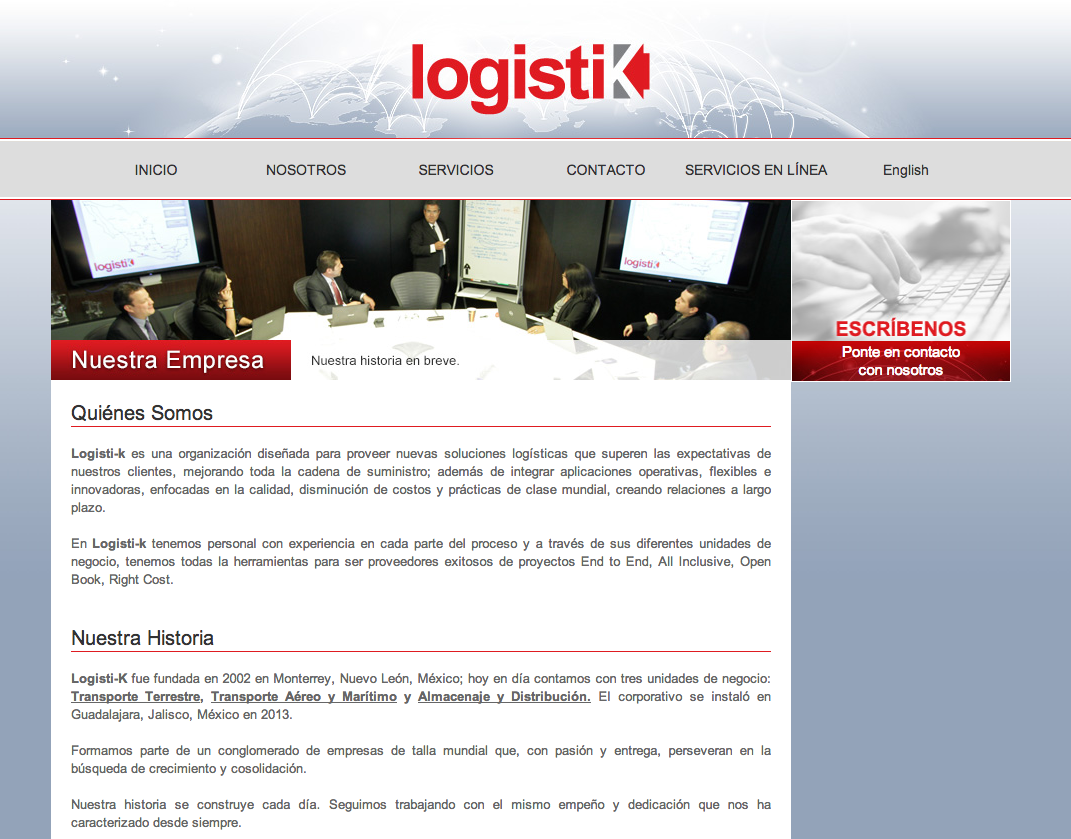 logistiK
INICIO NOSOTROS SERVICIOS CONTACTO SERVICIOS EN LÍNEA English
logistik
logistik
Nuestra Empresa
Nuestra historia en breve.
ESCRÍBENOS
Ponte en contacto
con nosotros
Quiénes Somos
Logisti-k es una organización diseñada para proveer nuevas soluciones logísticas que superen las expectativas de
nuestros clientes, mejorando toda la cadena de suministro; además de integrar aplicaciones operativas, flexibles e
innovadoras, enfocadas en la calidad, disminución de costos y prácticas de clase mundial, creando relaciones a largo
plazo.
En Logisti-k tenemos personal con experiencia en cada parte del proceso y a través de sus diferentes unidades de
negocio, tenemos todas la herramientas para ser proveedores exitosos de proyectos End to End, All Inclusive, Open
Book, Right Cost.
Nuestra Historia
Logisti-K fue fundada en 2002 en Monterrey, Nuevo León, México; hoy en día contamos con tres unidades de negocio:
Transporte Terrestre, Transporte Aéreo y Marítimo y Almacenaje y Distribución. El corporativo se instaló en
Guadalajara, Jalisco, México en 2013.
Formamos parte de un conglomerado de empresas de talla mundial que, con pasión y entrega, perseveran en la
búsqueda de crecimiento y cosolidación.
Nuestra historia se construye cada día. Seguimos trabajando con el mismo empeño y dedicación que nos ha
caracterizado desde siempre.